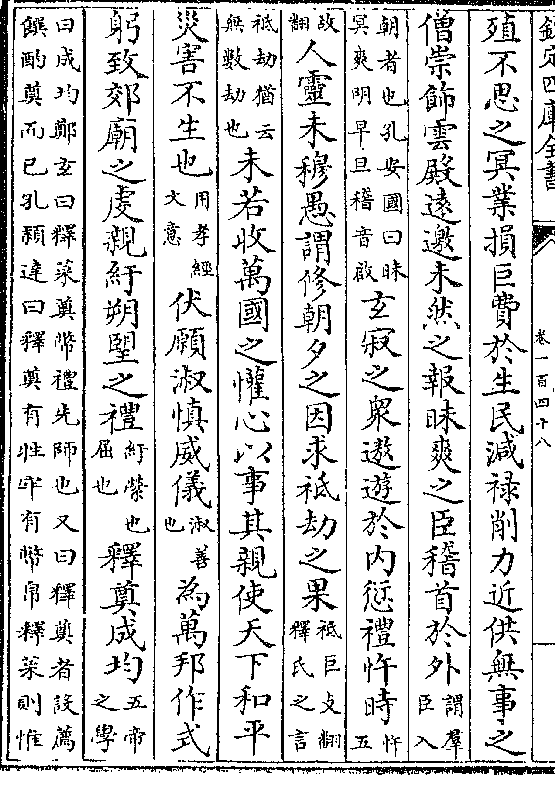 欽定四庫全書
卷一百四十八
殖不思之冥業損巨費於生民減祿削力近供無事之
僧崇飾雲殿遠邀未然之報昧爽之臣稽首於外謂羣臣入
朝者也孔安國曰昧冥爽明早旦稽音啟玄寂之衆遨遊於内愆禮忤時忤五
故翻人靈未穆愚謂修朝夕之因求祗劫之果祗巨支翻釋氏之言
祗劫猶云無數劫也未若收萬國之懽心以事其親使天下和平
災害不生也用孝經文意伏願淑慎威儀淑善也為萬邦作式
躬致郊廟之䖍親紆朔朢之禮紆縈也屈也釋奠成均五帝之學
曰成均鄭玄曰釋菜奠幣禮先師也又曰釋奠者設薦
饌酌奠而已孔穎達曰釋奠有牲牢有幣帛釋菜則惟